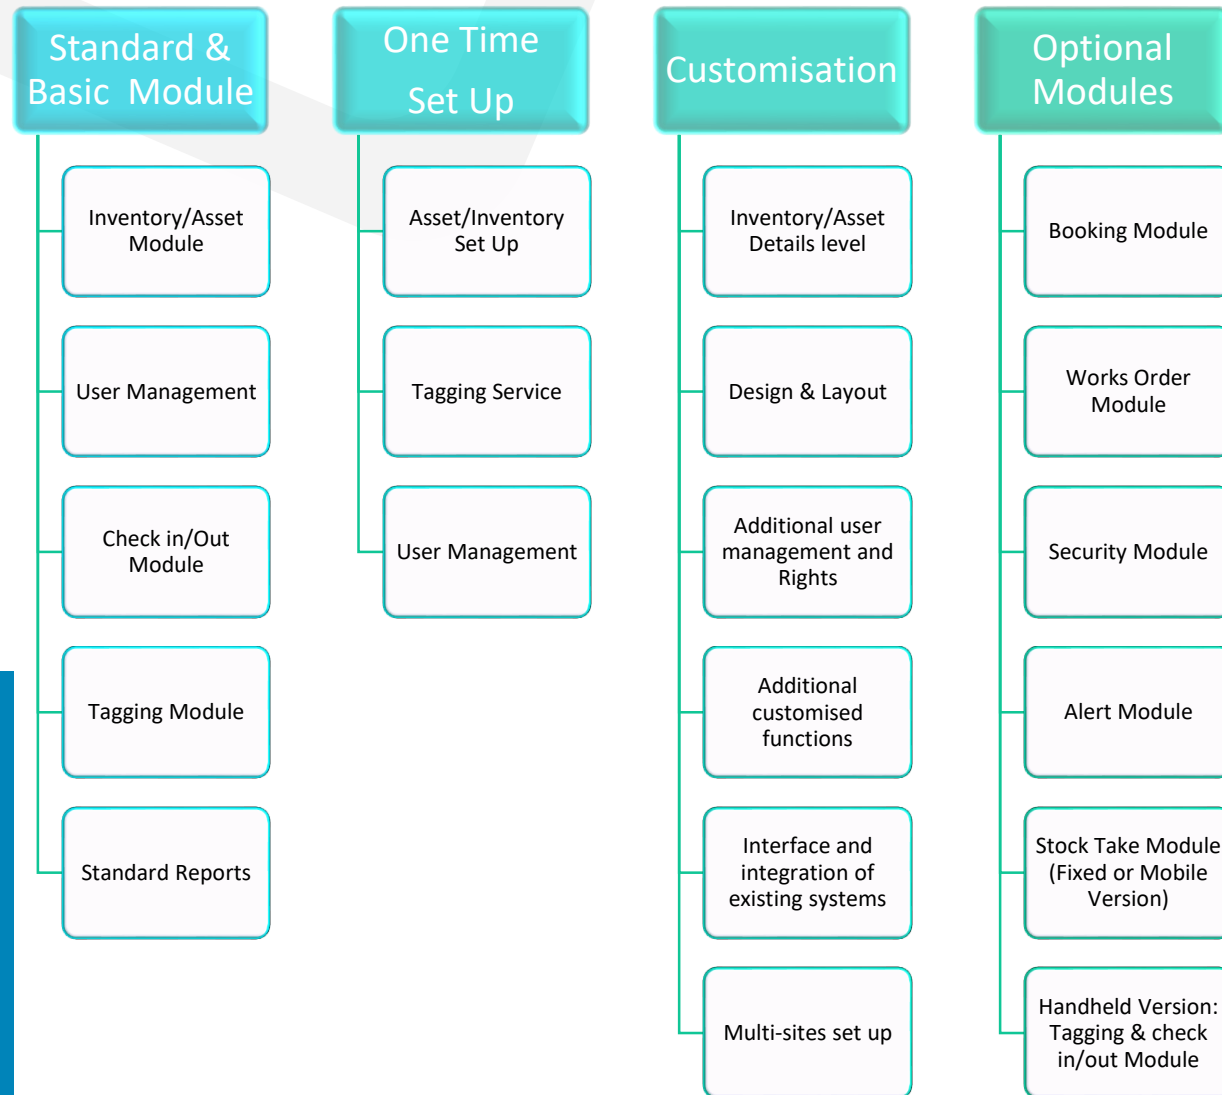 Standard &
Basic Module
Inventory/Asset
Module
User Management
Check in/Out
Module
Tagging Module
Standard Reports
One Time
Set Up
Asset/Inventory
Set Up
Tagging Service
User Management
Customisation
Inventory/Asset
Details level
Design & Layout
Additional user
management and
Rights
Additional
customised
functions
Interface and
integration of
existing systems
Multi-sites set up
Optional
Modules
Booking Module
Works Order
Module
Security Module
Alert Module
Stock Take Module
(Fixed or Mobile
Version)
Handheld Version:
Tagging & check
in/out Module